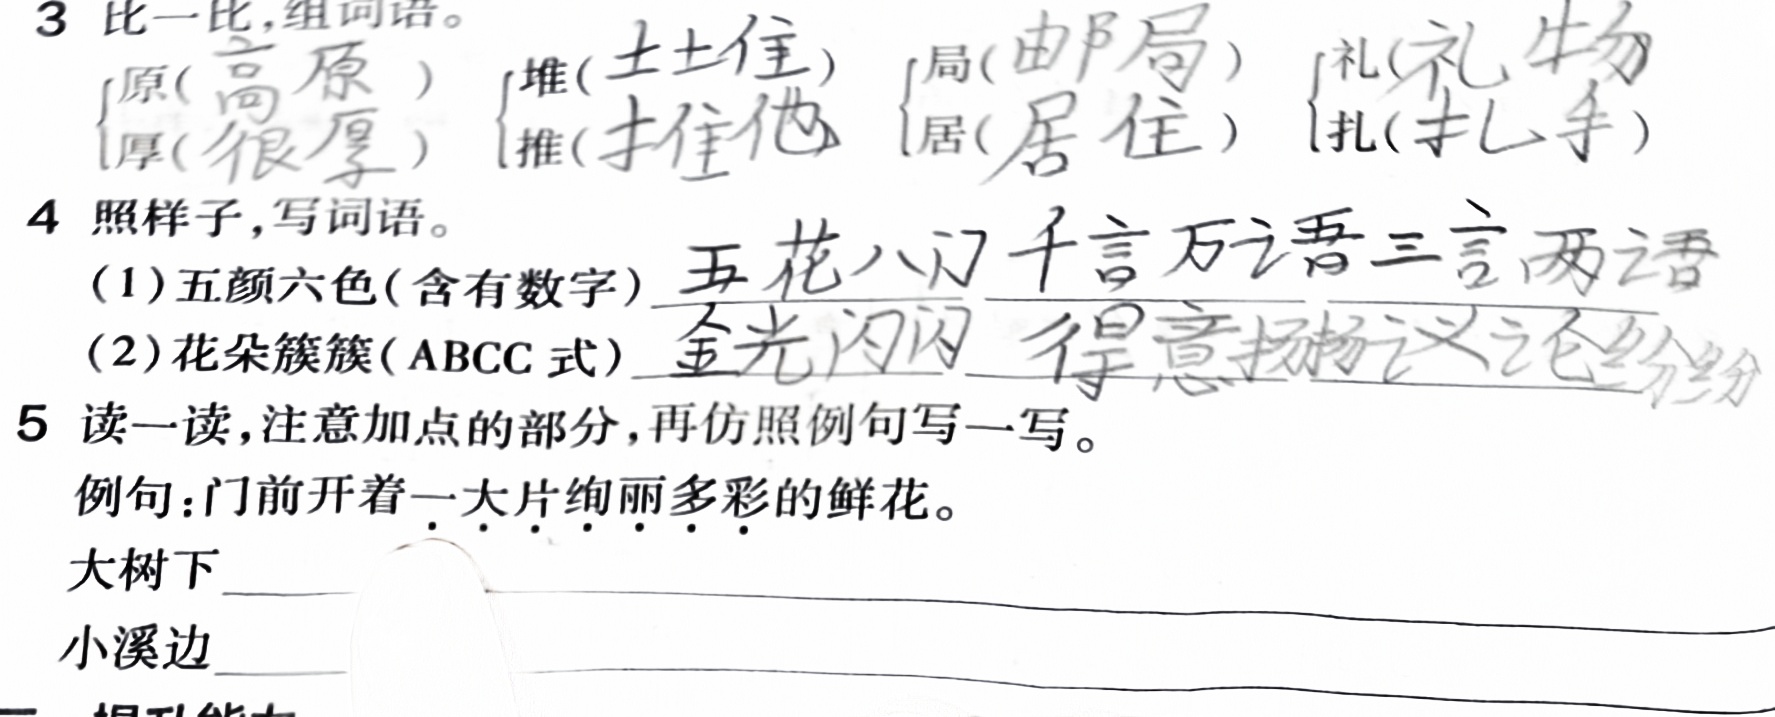 3 比一比,组词语。
原(高原) 堆(土堆) 局(邮局) 礼(礼物)
厚(很厚) 推(推他) 居(居住) 扎(扎手)
4 照样子,写词语。
(1)五颜六色(含有数字) 五花八门 千言万语 三言两语
(2)花朵簇簇(ABCC 式) 金光闪闪 得意扬扬 议论纷纷
5 读一读,注意加点的部分,再仿照例句写一写。
例句:门前开着一大片绚丽多彩的鲜花。
大树下
小溪边